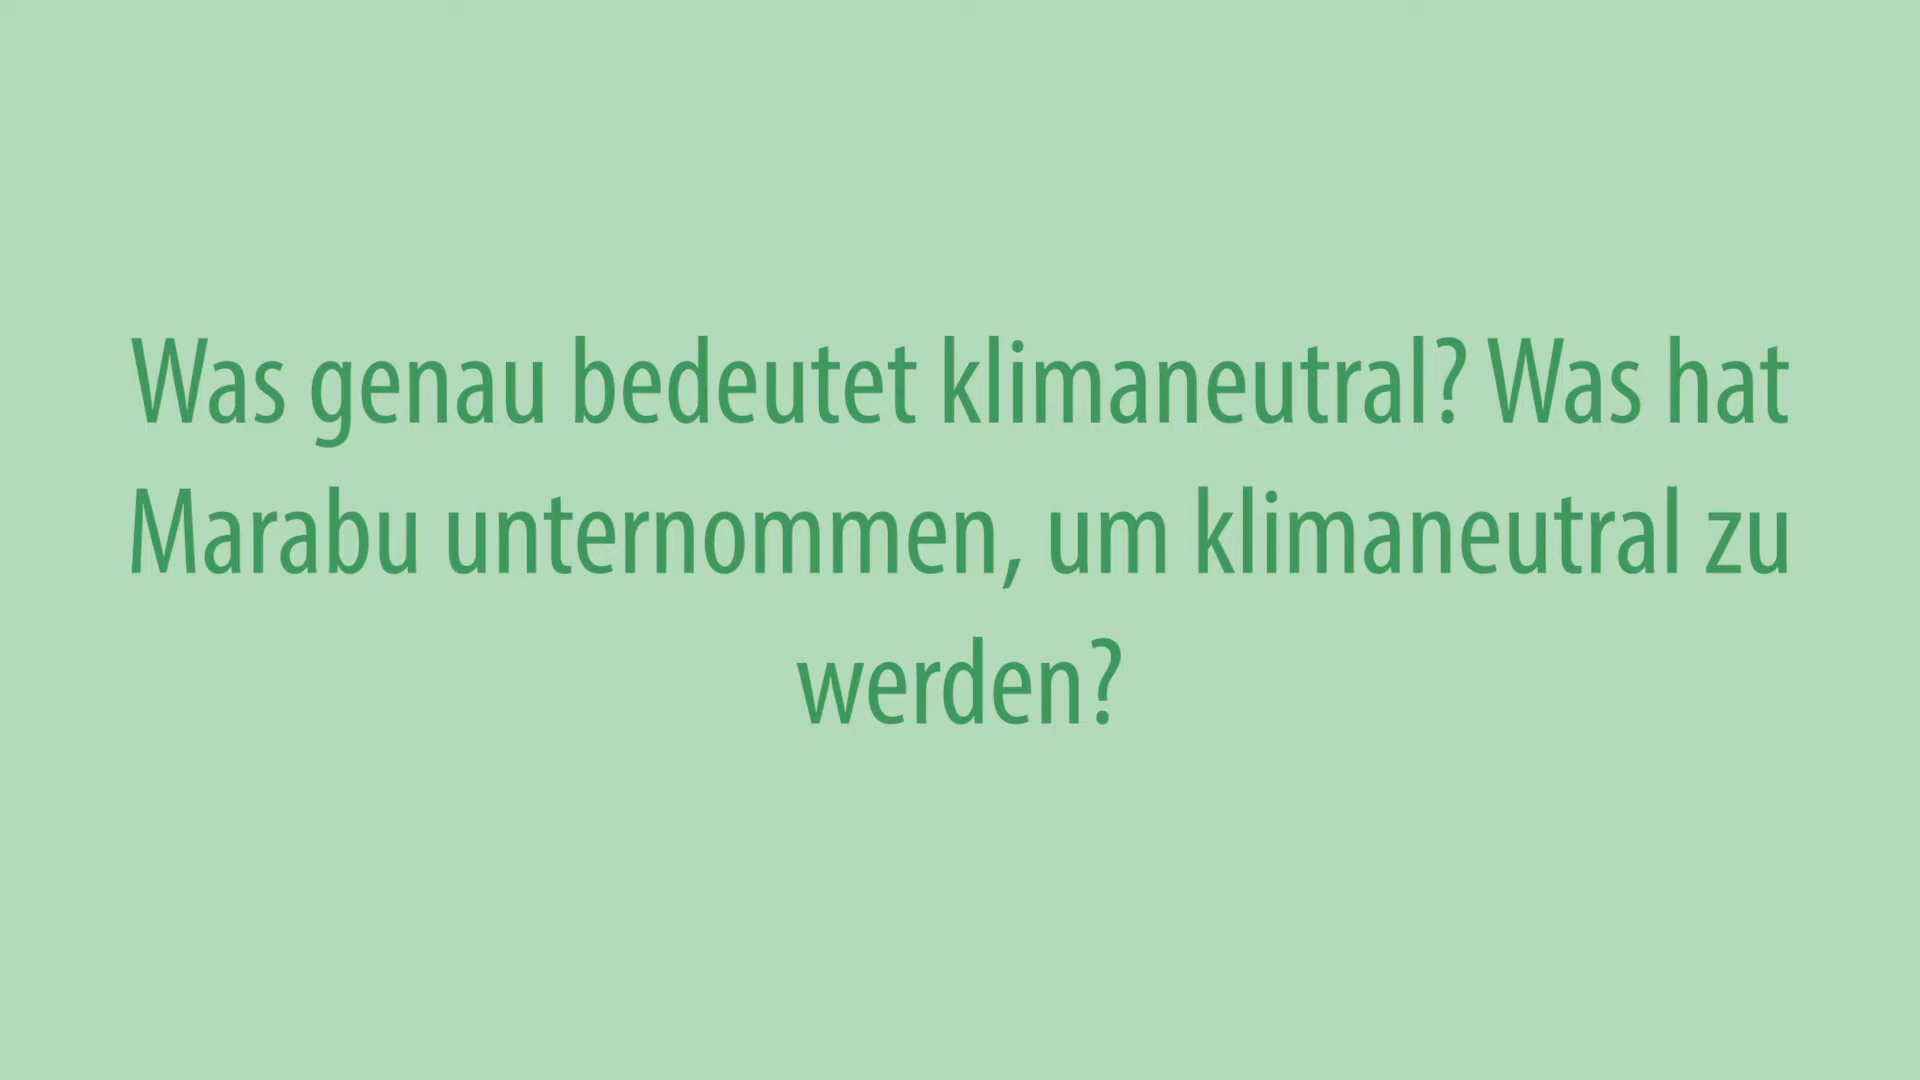 Was genau bedeutet klimaneutral? Was hat
Marabu unternommen, um klimaneutral zu
werden?